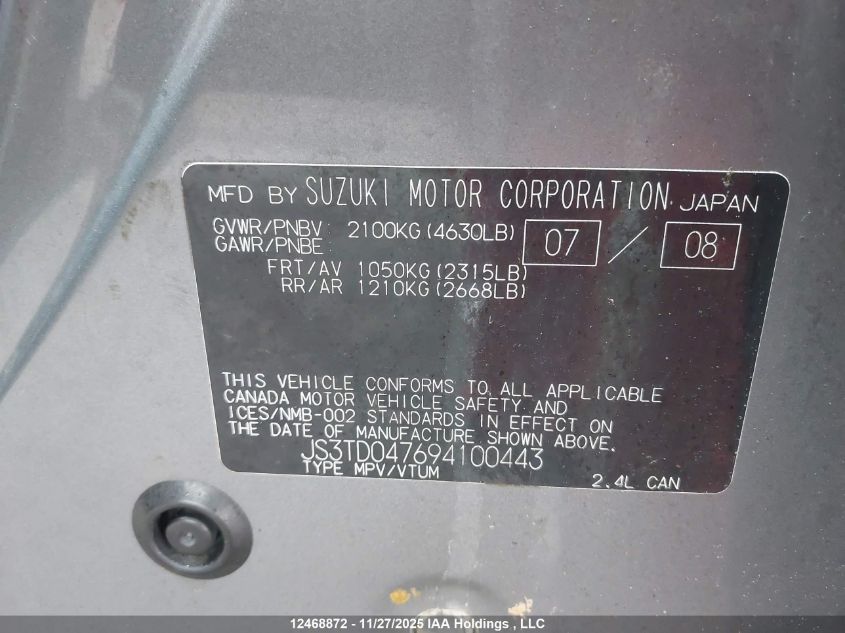 MFD BY SUZUKI MOTOR CORPORATION. JAPAN
GVWR/PNBV: 2100KG(4630LB) 07 / 08
GAWR/PNBE:
FRT/AV 1050KG(2315LB)
RR/AR 1210KG(2668LB)
THIS VEHICLE CONFORMS TO ALL APPLICABLE
CANADA MOTOR VEHICLE SAFETY AND
ICES/NMB-002 STANDARDS IN EFFECT ON
THE DATE OF MANUFACTURE SHOWN ABOVE.
JS3TD047694100443
TYPE MPV/VTUM
2.4L CAN
12468872 - 11/27/2025 IAA Holdings , LLC